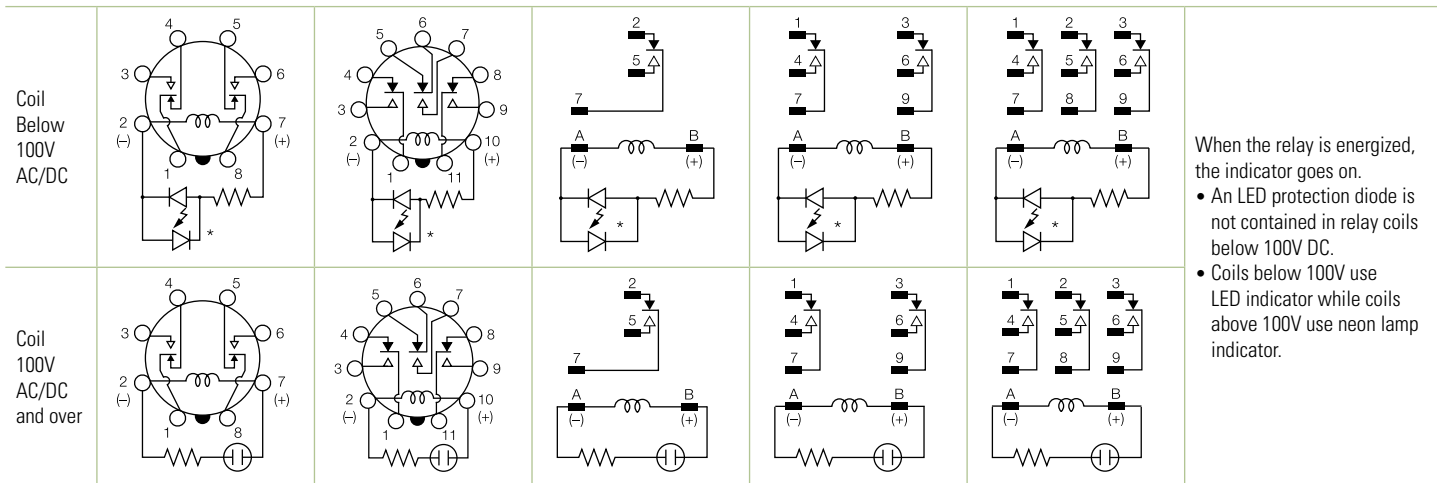 Coil
Below
100V
AC/DC
4 5
3 6
2 7
(–) (+)
1 8
*
6
5 7
4 8
3 9
2 10
(–) (+)
1 11
*
2
5
7
A B
(–) (+)
*
1 3
4 6
7 9
A B
(–) (+)
*
1 2 3
4 5 6
7 8 9
A B
(–) (+)
*
When the relay is energized,
the indicator goes on.
• An LED protection diode is
not contained in relay coils
below 100V DC.
• Coils below 100V use
LED indicator while coils
above 100V use neon lamp
indicator.
Coil
100V
AC/DC
and over
4 5
3 6
2 7
(–) (+)
1 8
6
5 7
4 8
3 9
2 10
(–) (+)
1 11
2
5
7
A B
(–) (+)
1 3
4 6
7 9
A B
(–) (+)
1 2 3
4 5 6
7 8 9
A B
(–) (+)